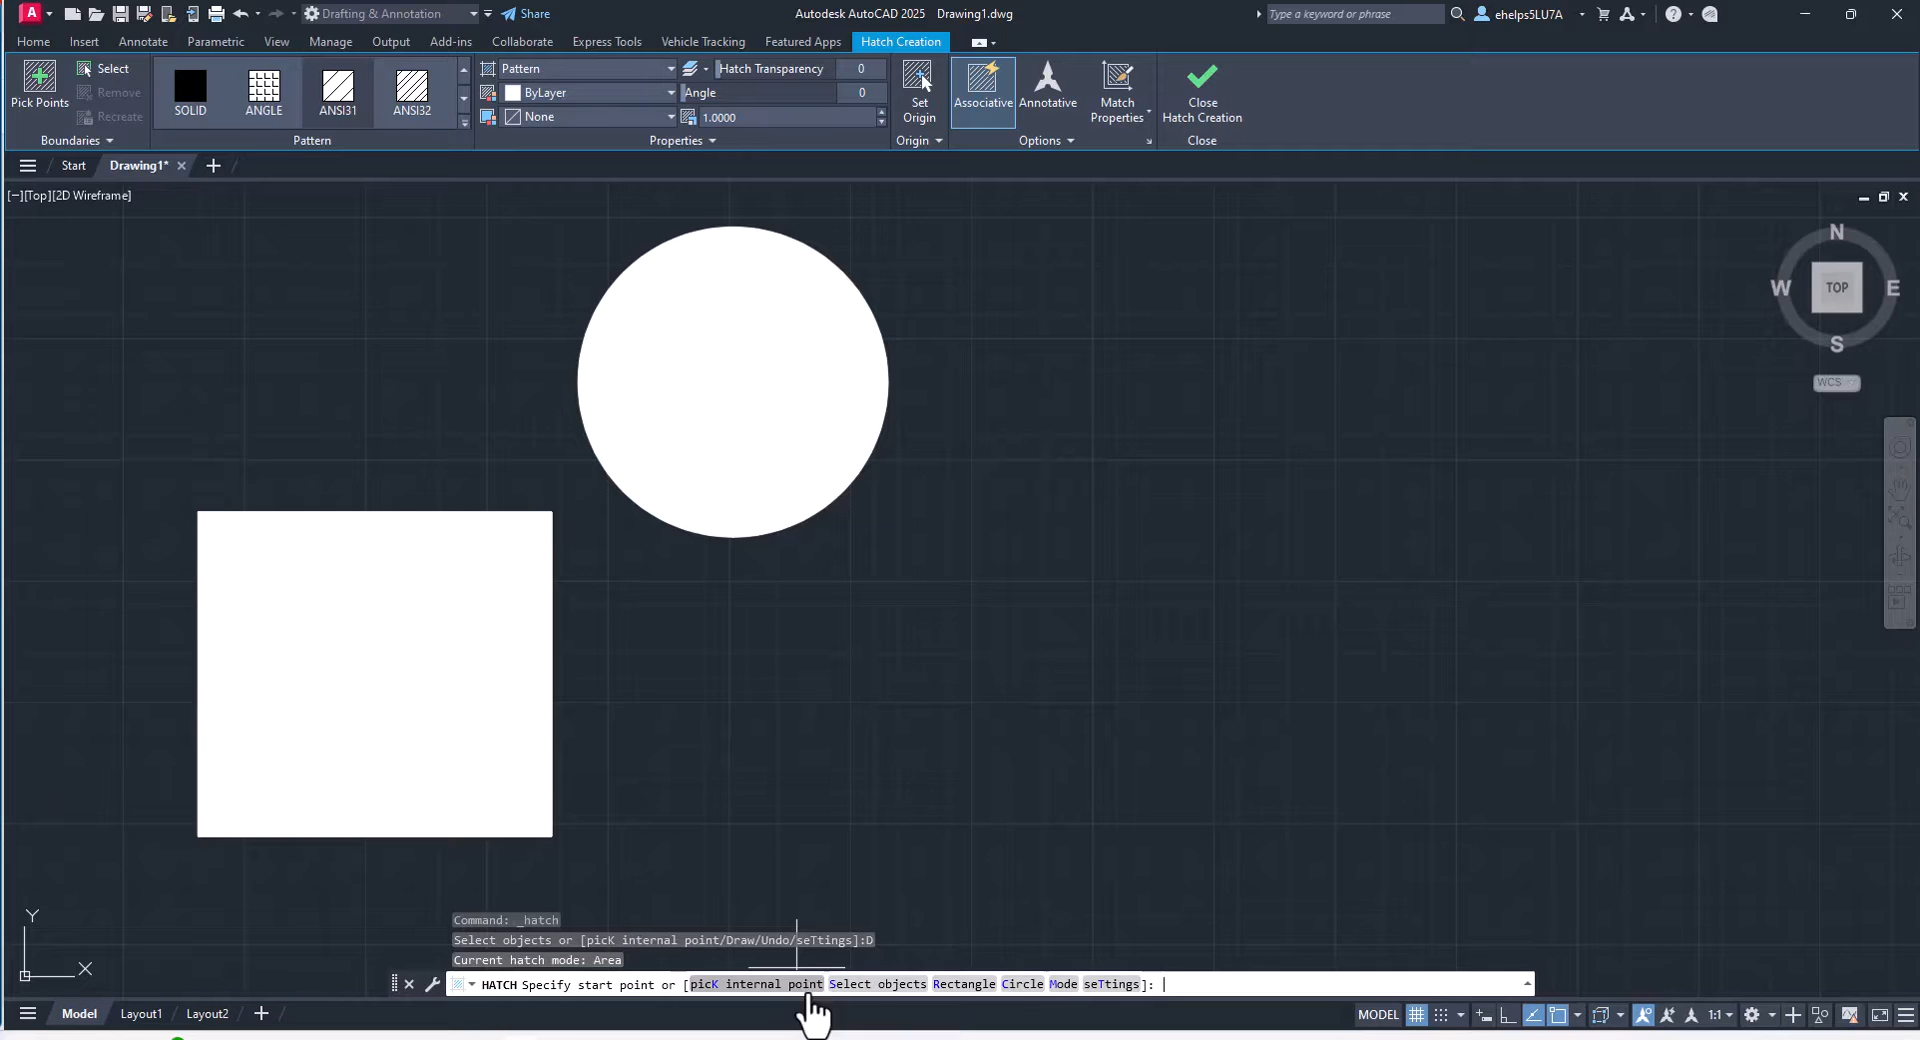 A Drafting & Annotation Share Autodesk AutoCAD 2025 Drawing1.dwg Type a keyword or phrase ehelps5LU7A
Home Insert Annotate Parametric View Manage Output Add-ins Collaborate Express Tools Vehicle Tracking Featured Apps Hatch Creation
Pick Points
Select
Remove
Recreate
Boundaries
SOLID ANGLE ANSI31 ANSI32
Pattern
Pattern Hatch Transparency 0
ByLayer Angle 0
None 1.0000
Properties
Set
Origin
Origin
Associative Annotative Match
Properties
Options
Close
Hatch Creation
Close
Start Drawing1* +
[−][Top][2D Wireframe]
N
W TOP E
S
WCS
Y
X
Command: _hatch
Select objects or [picK internal point/Draw/Undo/seTtings]:D
Current hatch mode: Area
HATCH Specify start point or [picK internal point Select objects Rectangle Circle Mode seTtings]:
Model Layout1 Layout2 + MODEL 1:1